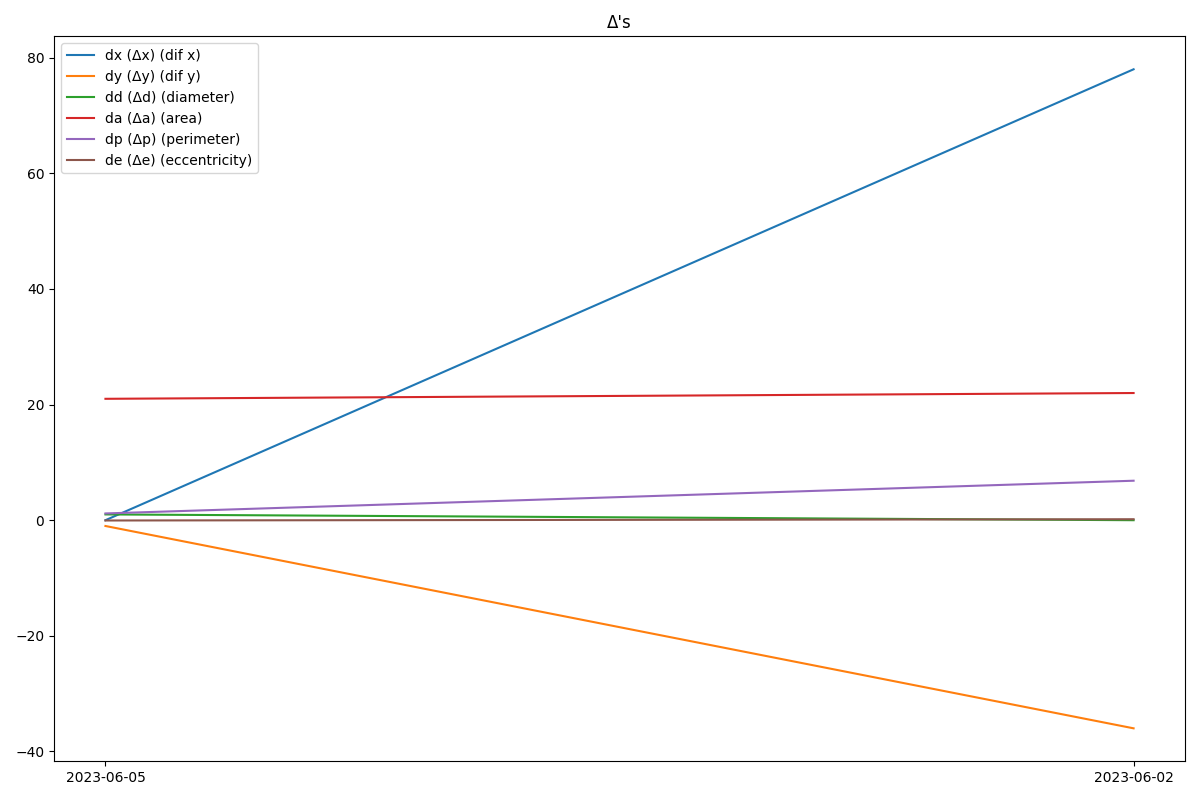 Δ's
dx (Δx) (dif x)
dy (Δy) (dif y)
dd (Δd) (diameter)
da (Δa) (area)
dp (Δp) (perimeter)
de (Δe) (eccentricity)
80
60
40
20
0
−20
−40
2023-06-05
2023-06-02